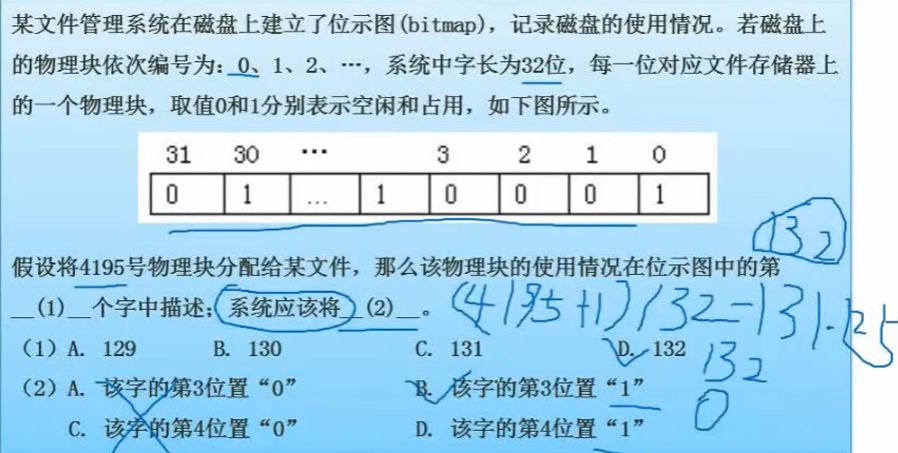 某文件管理系统在磁盘上建立了位示图(bitmap)，记录磁盘的使用情况。若磁盘上
的物理块依次编号为：0、1、2、…，系统中字长为32位，每一位对应文件存储器上
的一个物理块，取值0和1分别表示空闲和占用，如下图所示。
31 30 … 3 2 1 0
0 1 … 1 0 0 0 1
132
假设将4195号物理块分配给某文件，那么该物理块的使用情况在位示图中的第
__(1)__个字中描述；系统应该将__(2)__。
(4195+1)/32=131.125
（1）A. 129 B. 130 C. 131 D. 132
132
（2）A. 该字的第3位置“0” B. 该字的第3位置“1”
0
C. 该字的第4位置“0” D. 该字的第4位置“1”